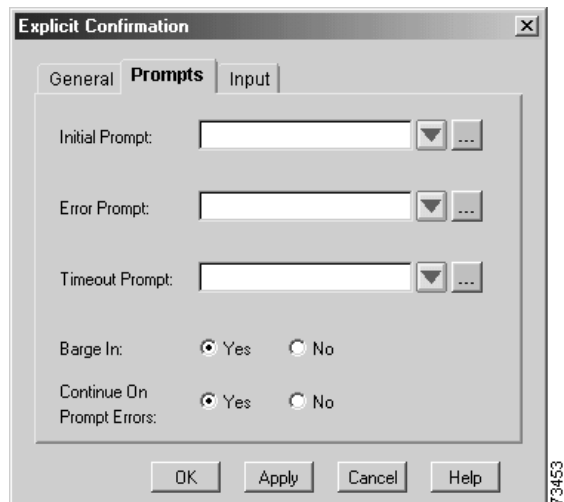 Explicit Confirmation
General Prompts Input
Initial Prompt: ...
Error Prompt: ...
Timeout Prompt: ...
Barge In: Yes No
Continue On
Prompt Errors: Yes No
OK Apply Cancel Help
73453